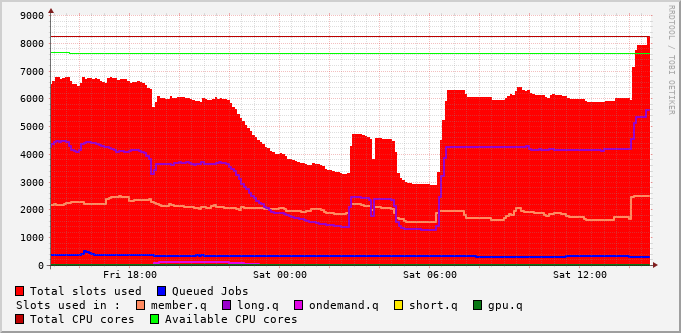 9000
8000
7000
6000
5000
4000
3000
2000
1000
0
Fri 18:00 Sat 00:00 Sat 06:00 Sat 12:00
RRDTOOL / TOBI OETIKER
Total slots used Queued Jobs
Slots used in : member.q long.q ondemand.q short.q gpu.q
Total CPU cores Available CPU cores